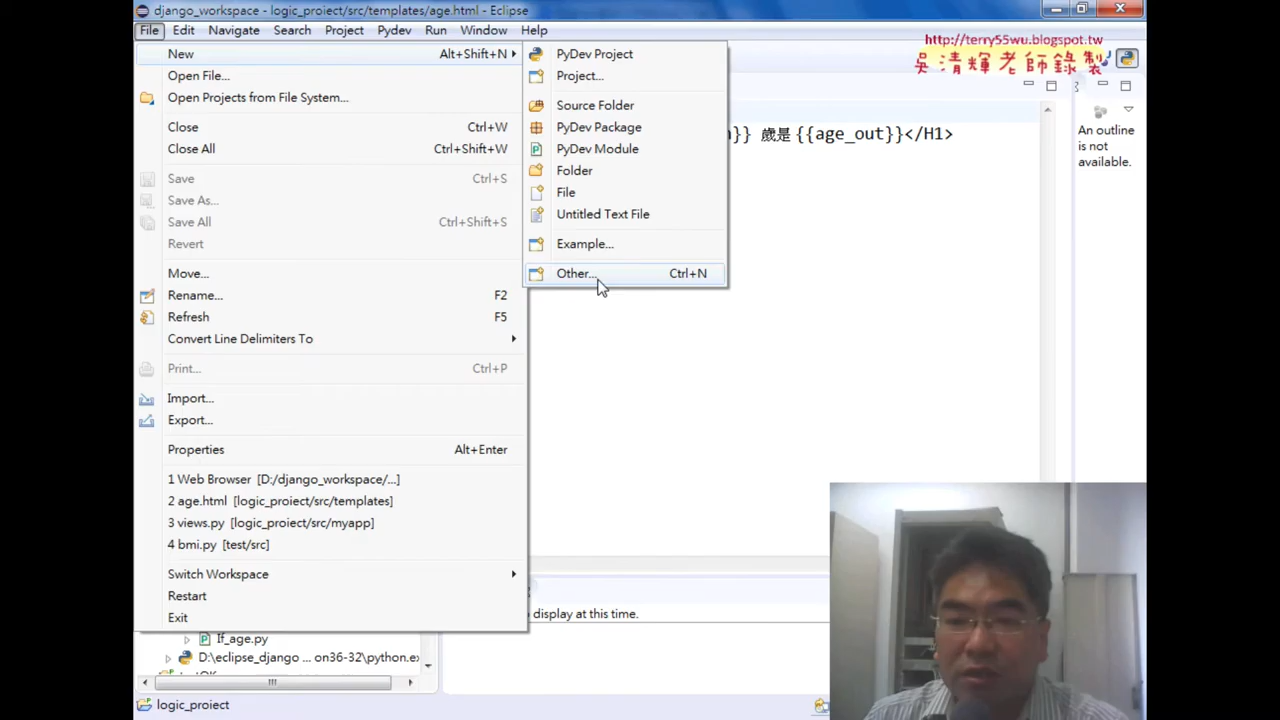 django_workspace - logic_proiect/src/templates/age.html - Eclipse
File Edit Navigate Search Project Pydev Run Window Help
http://terry55wu.blogspot.tw
吳清輝老師錄製
New Alt+Shift+N
Open File...
Open Projects from File System...
Close Ctrl+W
Close All Ctrl+Shift+W
Save Ctrl+S
Save As...
Save All Ctrl+Shift+S
Revert
Move...
Rename... F2
Refresh F5
Convert Line Delimiters To
Print... Ctrl+P
Import...
Export...
Properties Alt+Enter
1 Web Browser [D:/django_workspace/...]
2 age.html [logic_proiect/src/templates]
3 views.py [logic_proiect/src/myapp]
4 bmi.py [test/src]
Switch Workspace
Restart
Exit
PyDev Project
Project...
Source Folder
PyDev Package
PyDev Module
Folder
File
Untitled Text File
Example...
Other... Ctrl+N
}} 歲是 {{age_out}}</H1>
An outline
is not
available.
display at this time.
If_age.py
D:\eclipse_django ... on36-32\python.ex
logic_proiect